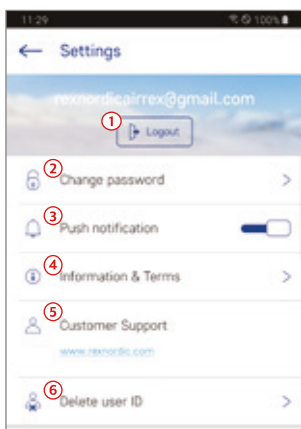 11:29 100%
← Settings
rexnordicairrex@gmail.com
① Logout
② Change password >
③ Push notification
④ Information & Terms >
⑤ Customer Support
www.rexnordic.com
⑥ Delete user ID >